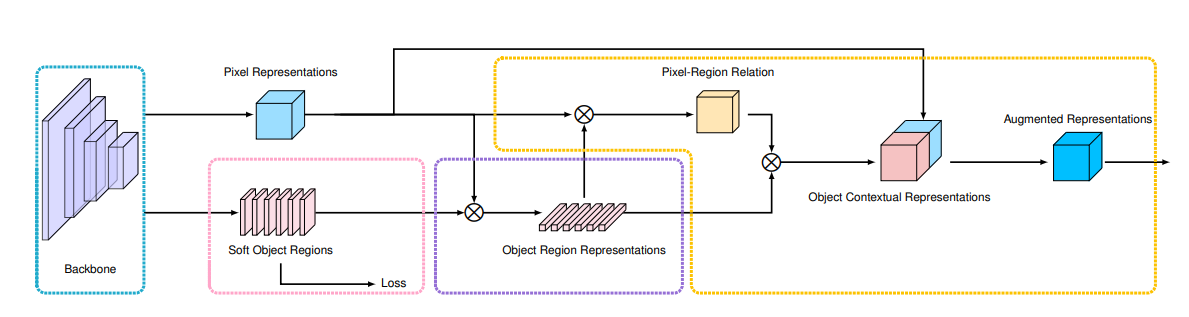 Pixel Representations
Pixel-Region Relation
Augmented Representations
Object Contextual Representations
Soft Object Regions
Object Region Representations
Backbone
Loss